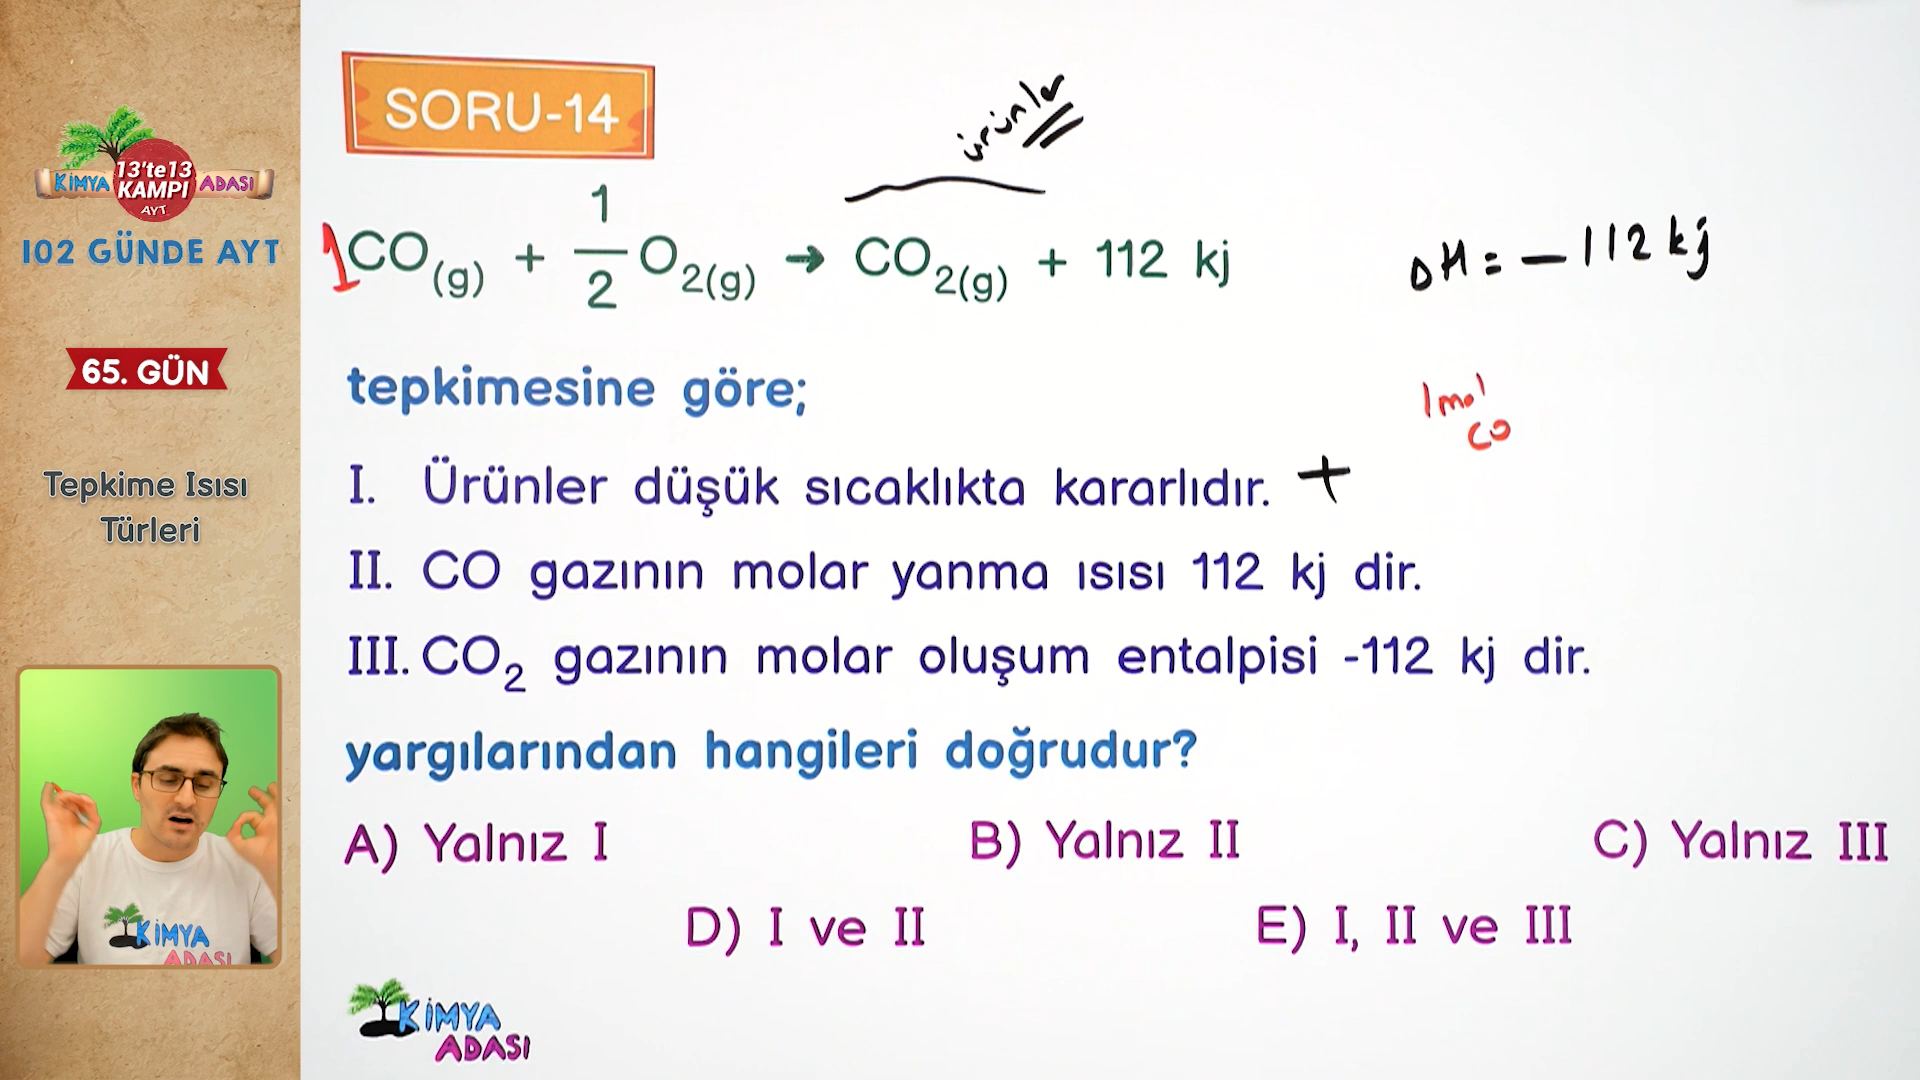 KİMYA 13'te13 KAMPI AYT ADASI
102 GÜNDE AYT
65. GÜN
Tepkime Isısı
Türleri
KİMYA
ADASI
SORU-14
ürünler
1CO(g) + 1/2 O2(g) → CO2(g) + 112 kj
ΔH = -112 kj
tepkimesine göre;
1mol
CO
I. Ürünler düşük sıcaklıkta kararlıdır. +
II. CO gazının molar yanma ısısı 112 kj dir.
III. CO2 gazının molar oluşum entalpisi -112 kj dir.
yargılarından hangileri doğrudur?
A) Yalnız I B) Yalnız II C) Yalnız III
D) I ve II E) I, II ve III
KİMYA
ADASI